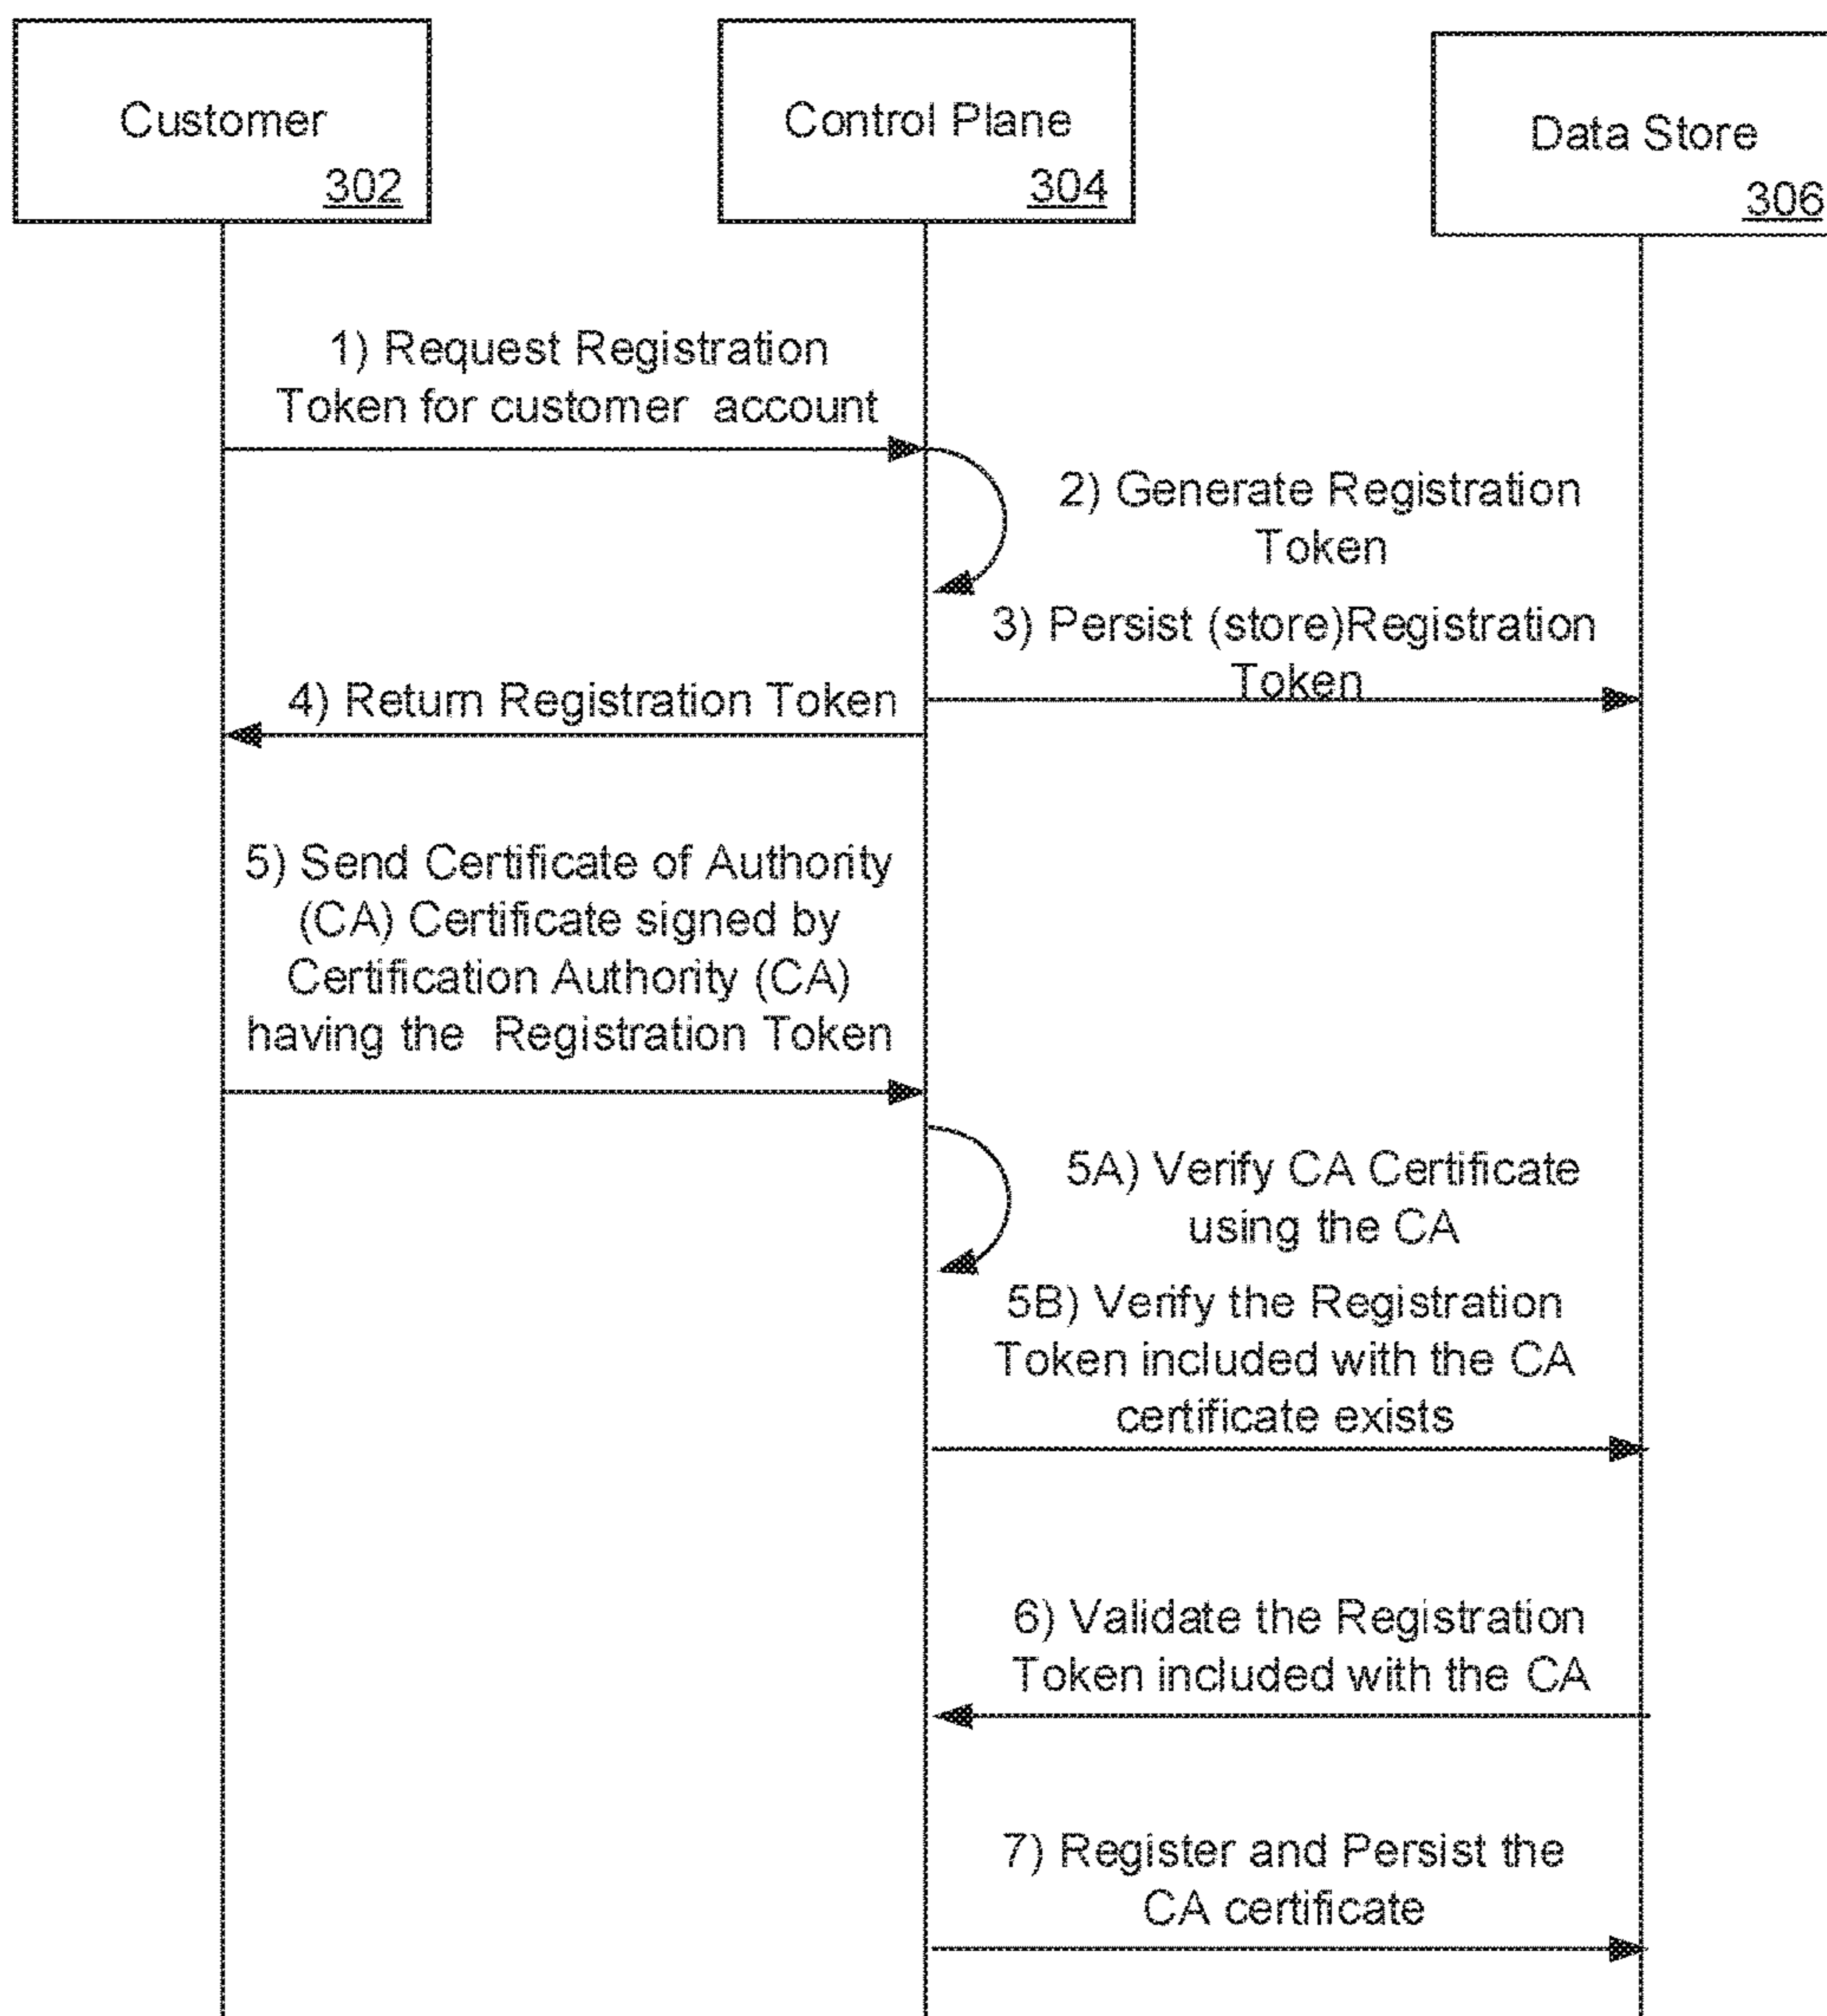 Customer
302
Control Plane
304
Data Store
306
1) Request Registration
Token for customer account
2) Generate Registration
Token
3) Persist (store)Registration
Token
4) Return Registration Token
5) Send Certificate of Authority
(CA) Certificate signed by
Certification Authority (CA)
having the Registration Token
5A) Verify CA Certificate
using the CA
5B) Verify the Registration
Token included with the CA
certificate exists
6) Validate the Registration
Token included with the CA
7) Register and Persist the
CA certificate